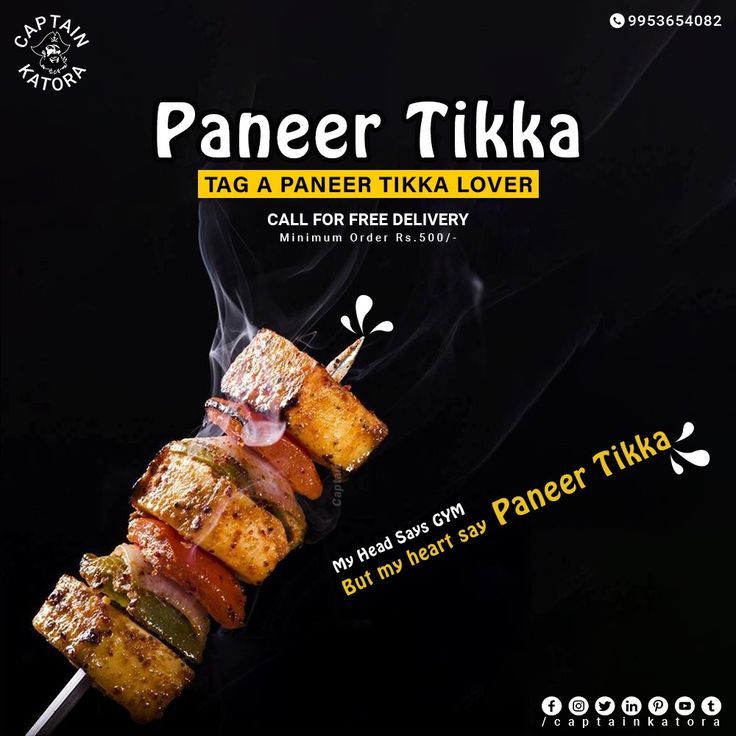 CAPTAIN
KATORA
9953654082
Paneer Tikka
TAG A PANEER TIKKA LOVER
CALL FOR FREE DELIVERY
Minimum Order Rs.500/-
Captai
My Head Says GYM
But my heart say Paneer Tikka
/captainkatora